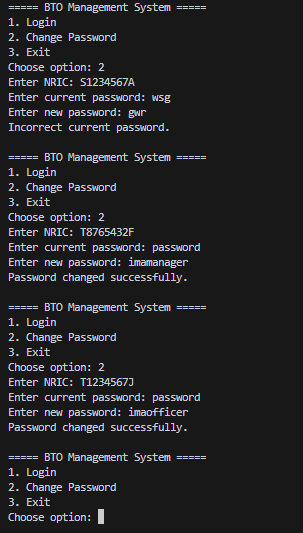 ===== BTO Management System =====
1. Login
2. Change Password
3. Exit
Choose option: 2
Enter NRIC: S1234567A
Enter current password: wsg
Enter new password: gwr
Incorrect current password.
===== BTO Management System =====
1. Login
2. Change Password
3. Exit
Choose option: 2
Enter NRIC: T8765432F
Enter current password: password
Enter new password: imamanager
Password changed successfully.
===== BTO Management System =====
1. Login
2. Change Password
3. Exit
Choose option: 2
Enter NRIC: T1234567J
Enter current password: password
Enter new password: imaofficer
Password changed successfully.
===== BTO Management System =====
1. Login
2. Change Password
3. Exit
Choose option: